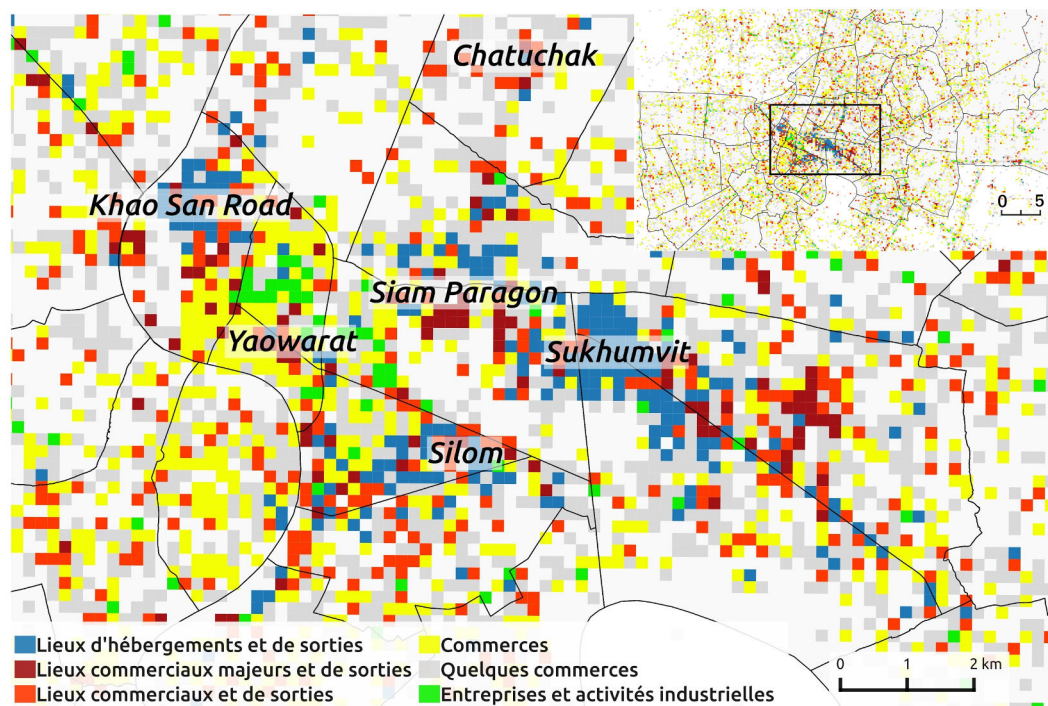 Chatuchak
Khao San Road
Siam Paragon
Yaowarat
Sukhumvit
Silom
0 5
Lieux d'hébergements et de sorties
Lieux commerciaux majeurs et de sorties
Lieux commerciaux et de sorties
Commerces
Quelques commerces
Entreprises et activités industrielles
0 1 2 km